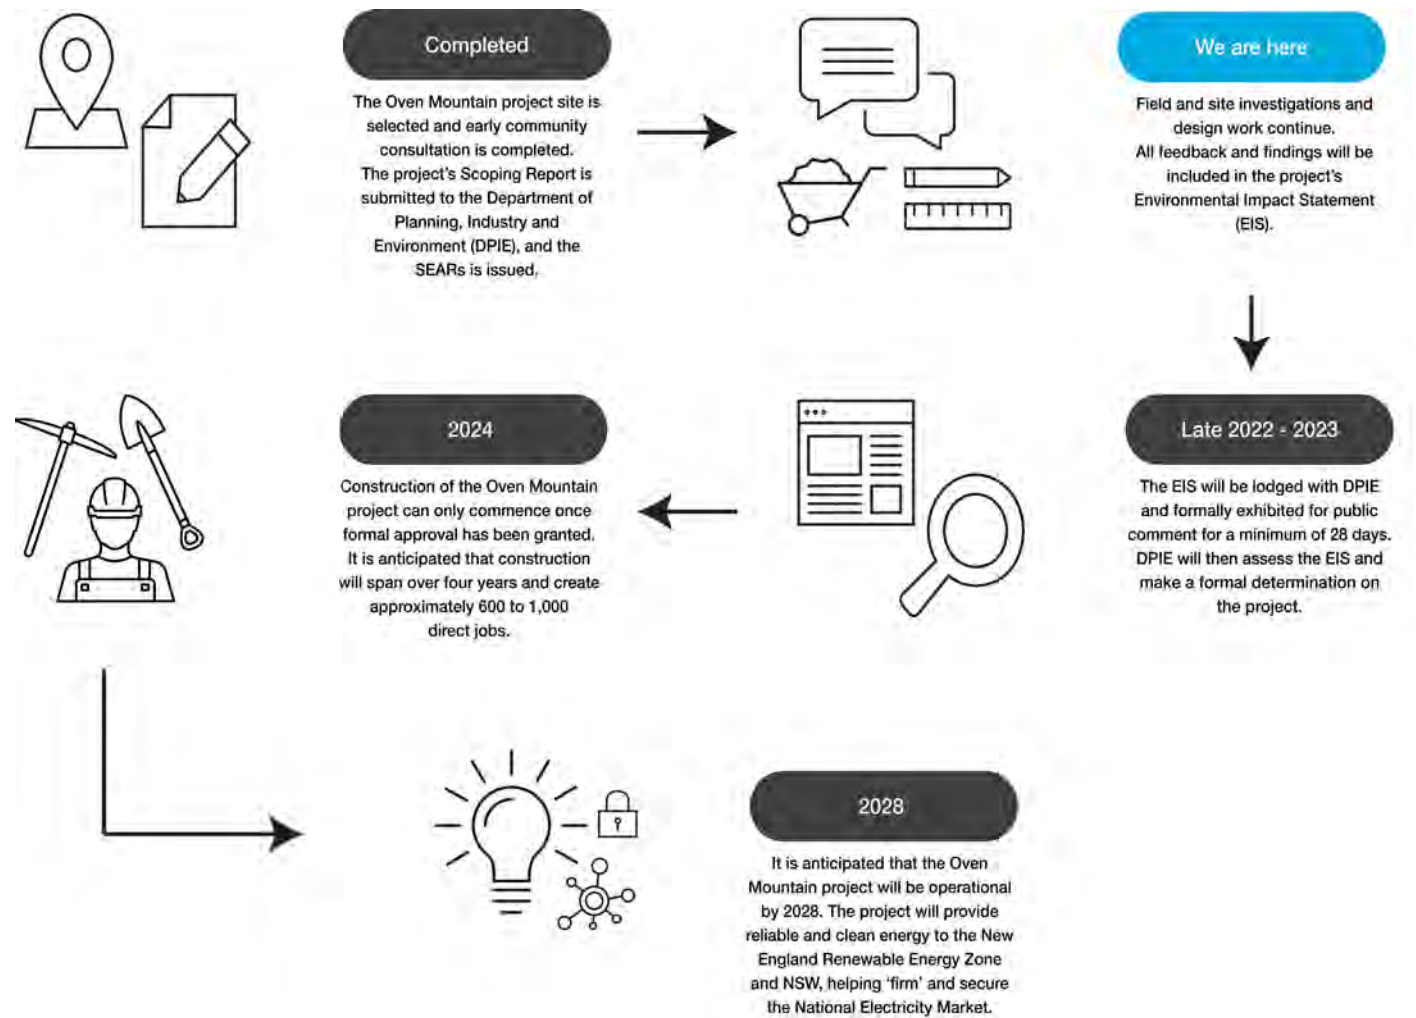 Completed
The Oven Mountain project site is
selected and early community
consultation is completed.
The project's Scoping Report is
submitted to the Department of
Planning, Industry and
Environment (DPIE), and the
SEARs is issued.
We are here
Field and site investigations and
design work continue.
All feedback and findings will be
included in the project's
Environmental Impact Statement
(EIS).
Late 2022 - 2023
The EIS will be lodged with DPIE
and formally exhibited for public
comment for a minimum of 28 days.
DPIE will then assess the EIS and
make a formal determination on
the project.
2024
Construction of the Oven Mountain
project can only commence once
formal approval has been granted.
It is anticipated that construction
will span over four years and create
approximately 600 to 1,000
direct jobs.
2028
It is anticipated that the Oven
Mountain project will be operational
by 2028. The project will provide
reliable and clean energy to the New
England Renewable Energy Zone
and NSW, helping 'firm' and secure
the National Electricity Market.